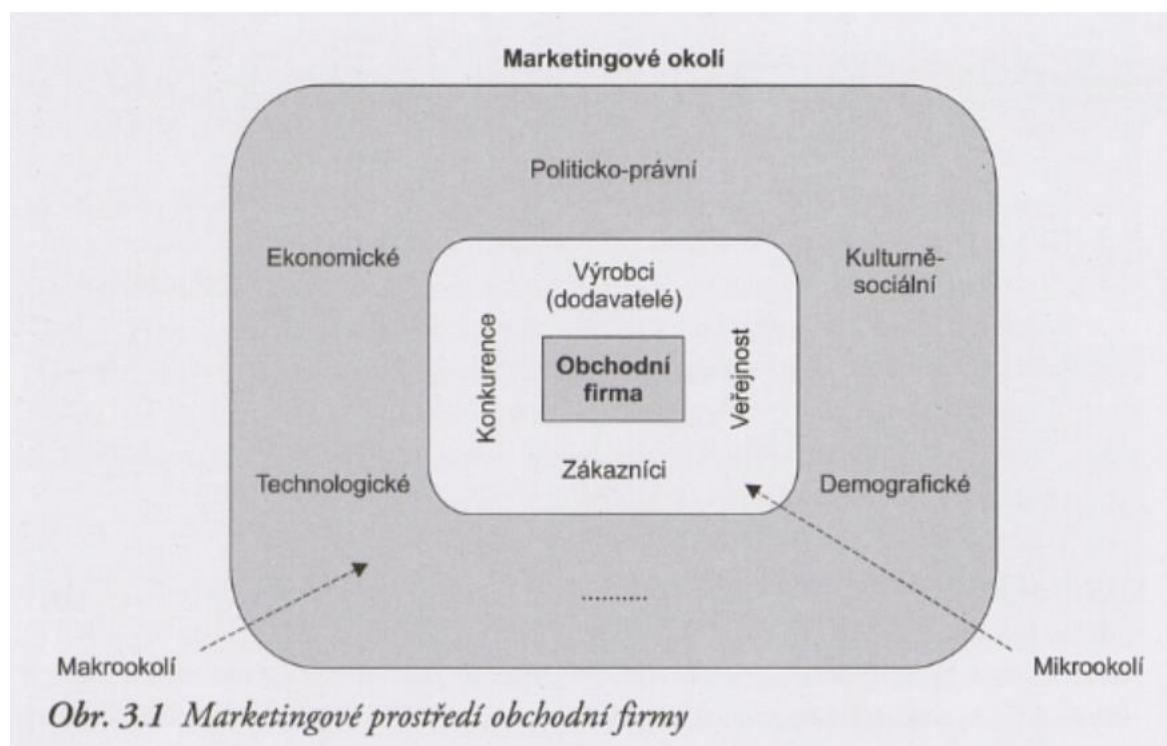 Marketingové okolí
Politicko-právní
Ekonomické
Kulturně-
sociální
Výrobci
(dodavatelé)
Konkurence
Obchodní
firma
Veřejnost
Zákazníci
Technologické
Demografické
..........
Makrookolí
Mikrookolí
Obr. 3.1 Marketingové prostředí obchodní firmy